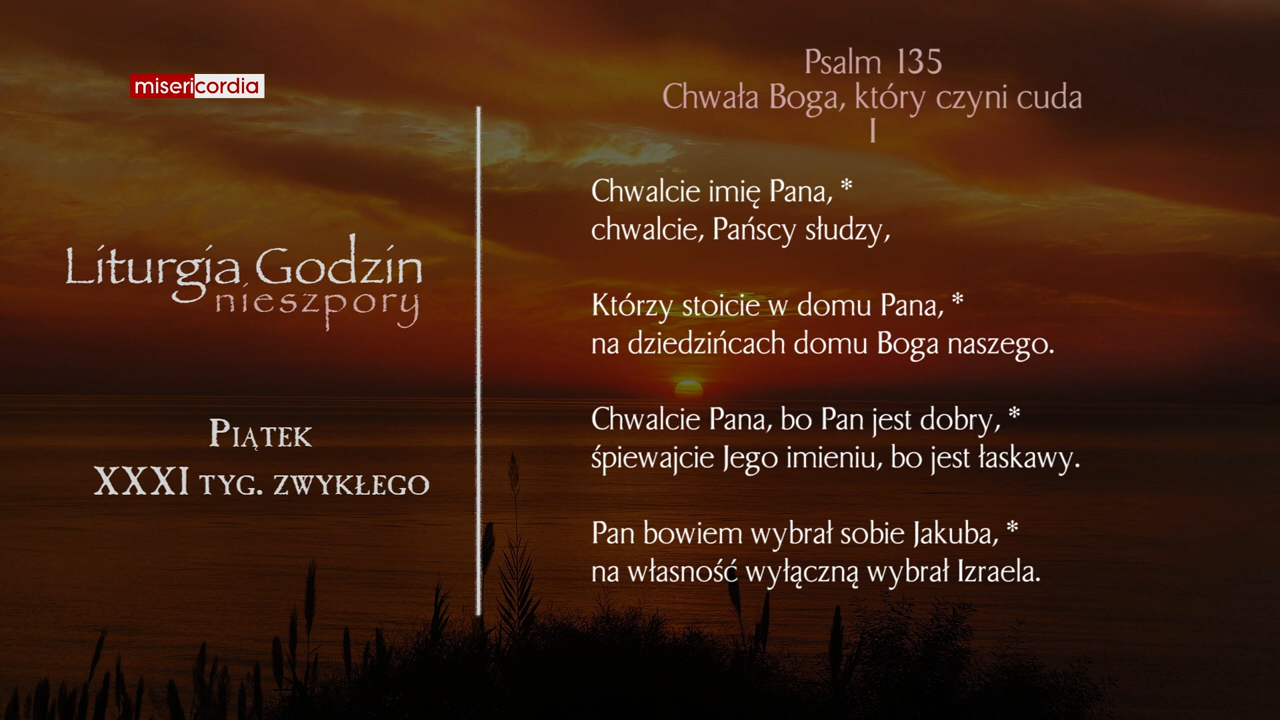 misericordia
Liturgia Godzin
nieszpory
Piątek
XXXI tyg. zwykłego
Psalm 135
Chwała Boga, który czyni cuda
I
Chwalcie imię Pana, *
chwalcie, Pańscy słudzy,
Którzy stoicie w domu Pana, *
na dziedzińcach domu Boga naszego.
Chwalcie Pana, bo Pan jest dobry, *
śpiewajcie Jego imieniu, bo jest łaskawy.
Pan bowiem wybrał sobie Jakuba, *
na własność wyłączną wybrał Izraela.